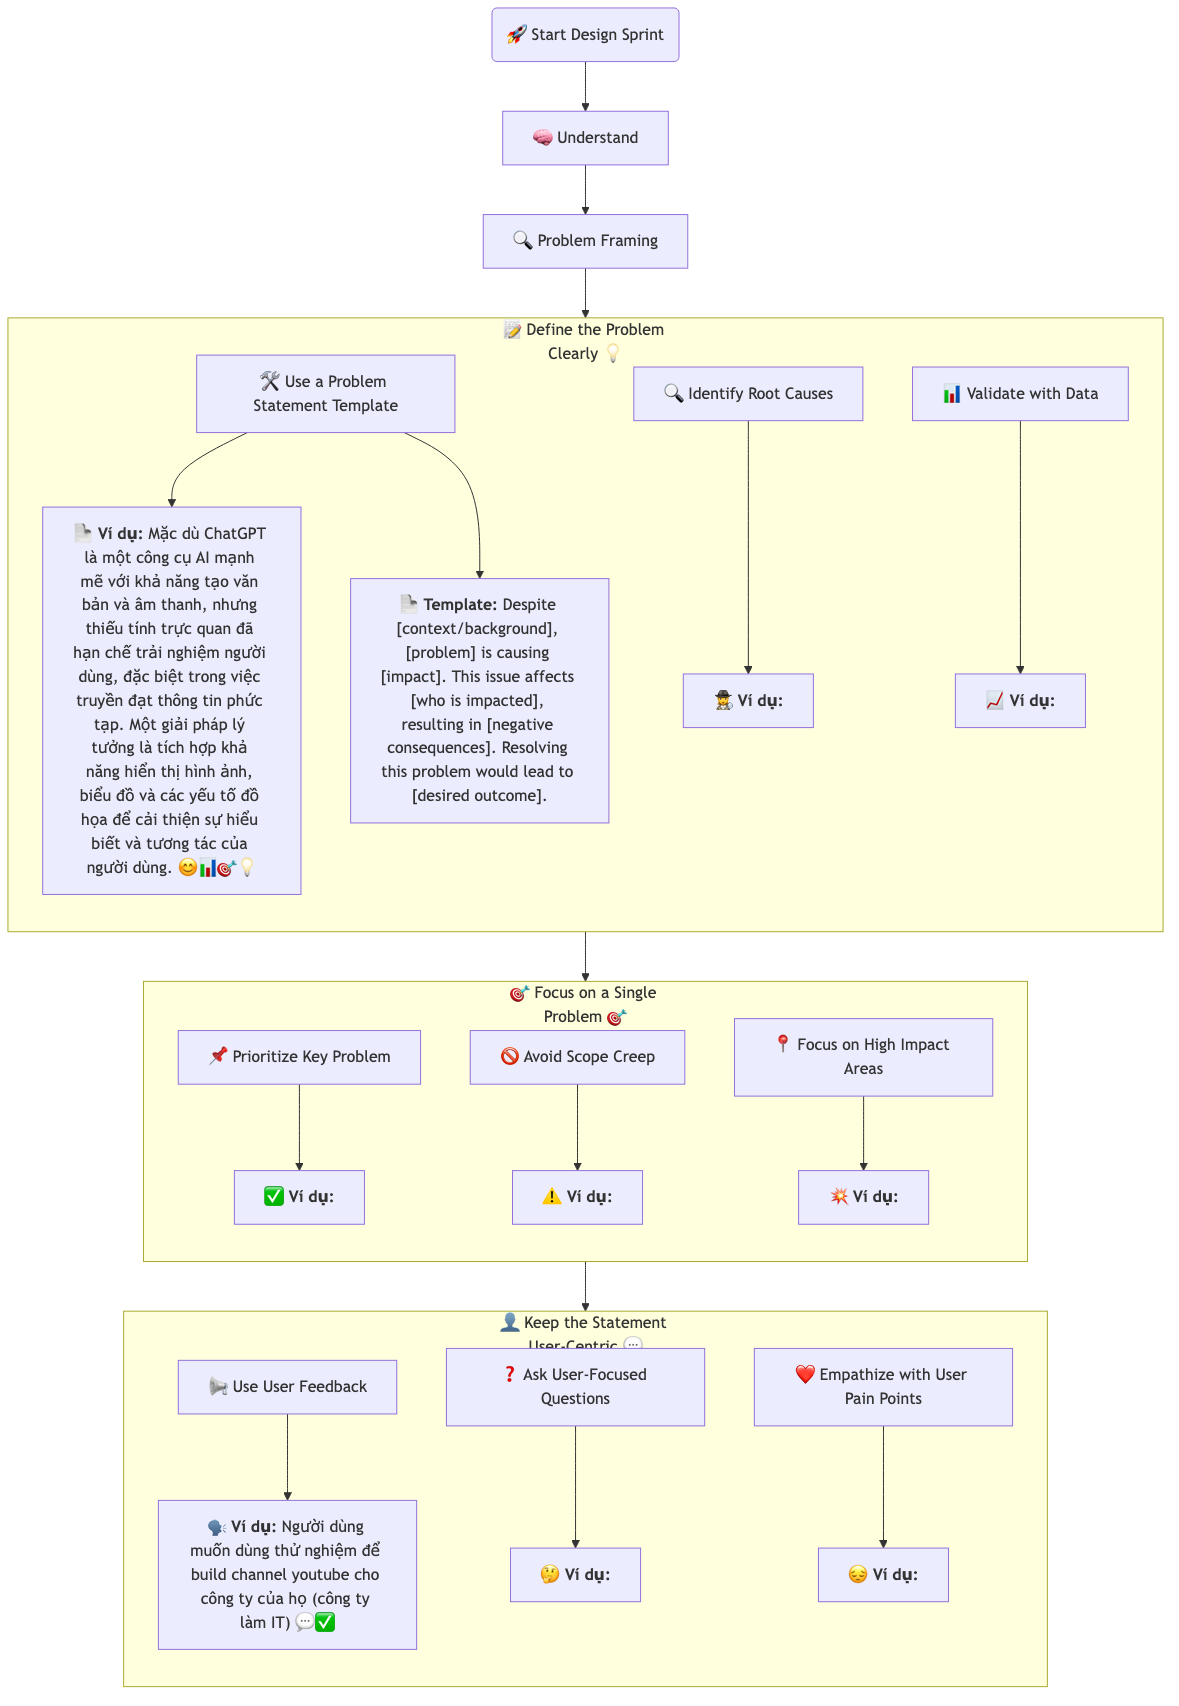 🚀 Start Design Sprint
🧠 Understand
🔍 Problem Framing
📝 Define the Problem
Clearly 💡
🛠️ Use a Problem
Statement Template
🔍 Identify Root Causes
📊 Validate with Data
📄 Ví dụ: Mặc dù ChatGPT
là một công cụ AI mạnh
mẽ với khả năng tạo văn
bản và âm thanh, nhưng
thiếu tính trực quan đã
hạn chế trải nghiệm người
dùng, đặc biệt trong việc
truyền đạt thông tin phức
tạp. Một giải pháp lý
tưởng là tích hợp khả
năng hiển thị hình ảnh,
biểu đồ và các yếu tố đồ
họa để cải thiện sự hiểu
biết và tương tác của
người dùng. 😊📊🎯💡
📄 Template: Despite
[context/background],
[problem] is causing
[impact]. This issue affects
[who is impacted],
resulting in [negative
consequences]. Resolving
this problem would lead to
[desired outcome].
🕵️ Ví dụ:
📈 Ví dụ:
🎯 Focus on a Single
Problem 🎯
📌 Prioritize Key Problem
🚫 Avoid Scope Creep
📍 Focus on High Impact
Areas
✅ Ví dụ:
⚠️ Ví dụ:
💥 Ví dụ:
👤 Keep the Statement
User-Centric 💬
📢 Use User Feedback
❓ Ask User-Focused
Questions
❤️ Empathize with User
Pain Points
🗣️ Ví dụ: Người dùng
muốn dùng thử nghiệm để
build channel youtube cho
công ty của họ (công ty
làm IT) 💬✅
🤔 Ví dụ:
😔 Ví dụ: